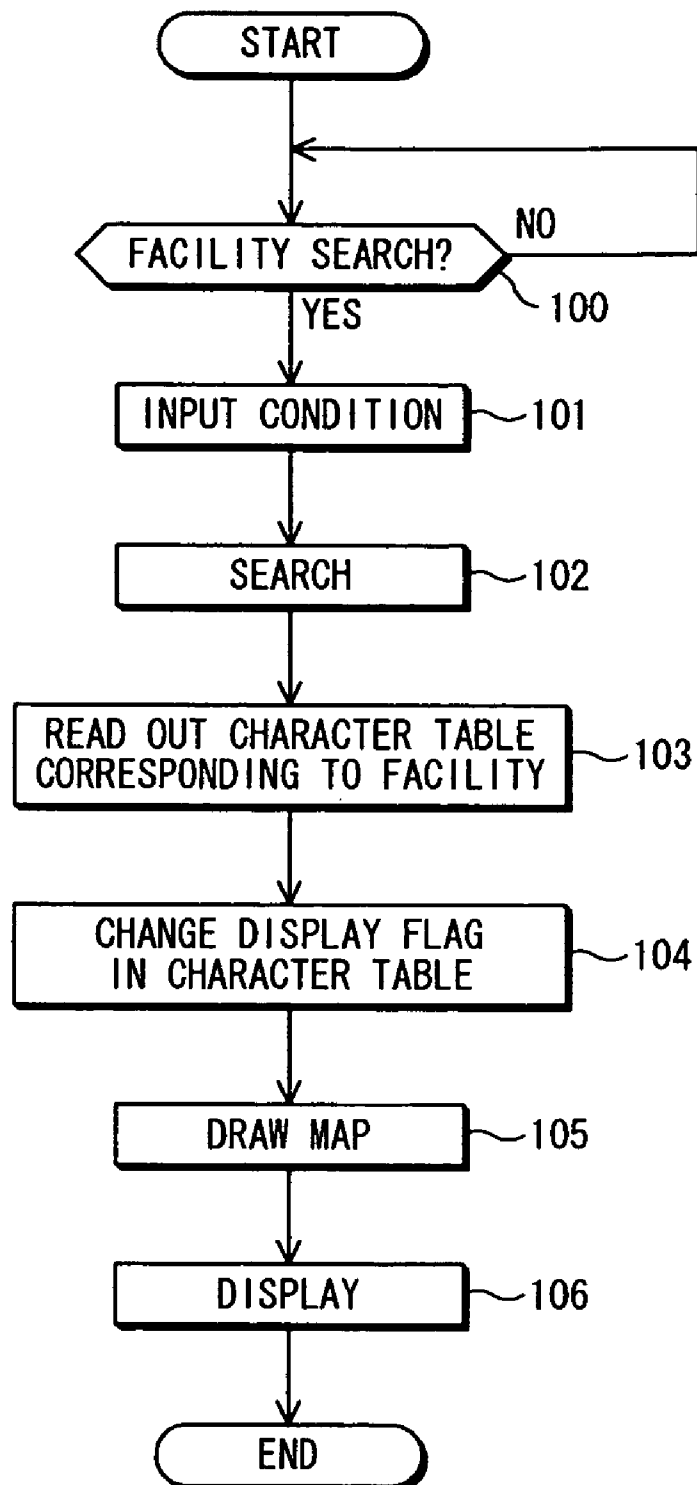 START
NO
FACILITY SEARCH?
100
YES
INPUT CONDITION
101
SEARCH
102
READ OUT CHARACTER TABLE
CORRESPONDING TO FACILITY
103
CHANGE DISPLAY FLAG
IN CHARACTER TABLE
104
DRAW MAP
105
DISPLAY
106
END